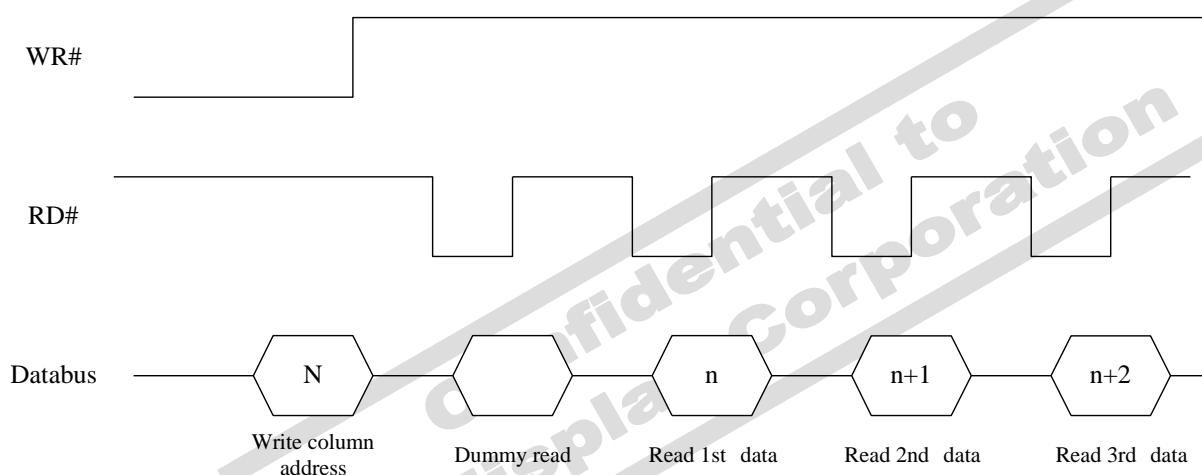 WR#
RD#
Databus
N
n
n+1
n+2
Write column
address
Dummy read
Read 1st data
Read 2nd data
Read 3rd data
Confidential to
Display Corporation